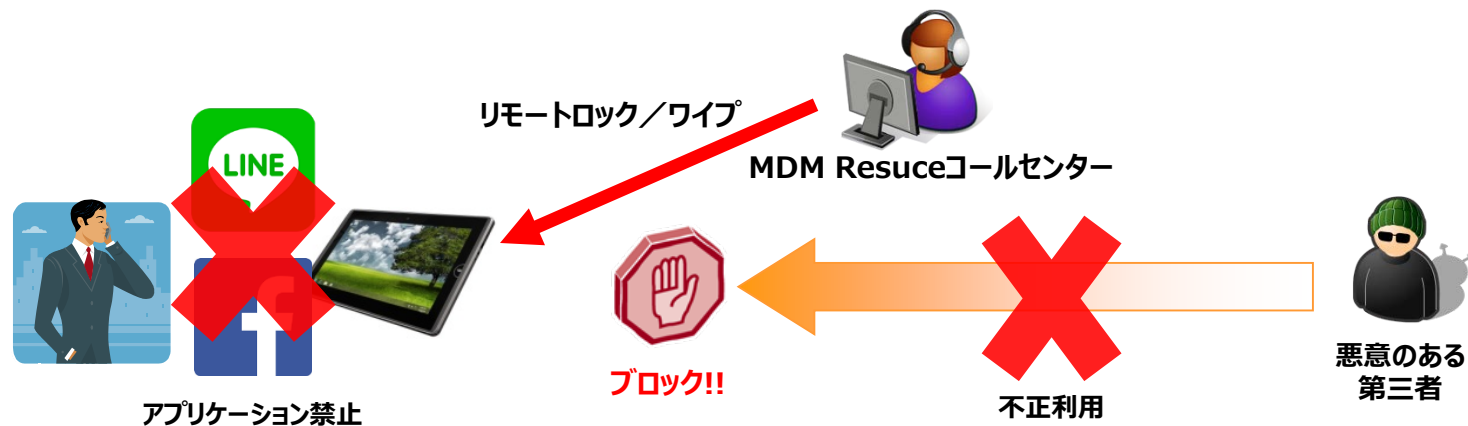 リモートロック／ワイプ
LINE
MDM Resuceコールセンター
ブロック!!
悪意のある
第三者
不正利用
アプリケーション禁止